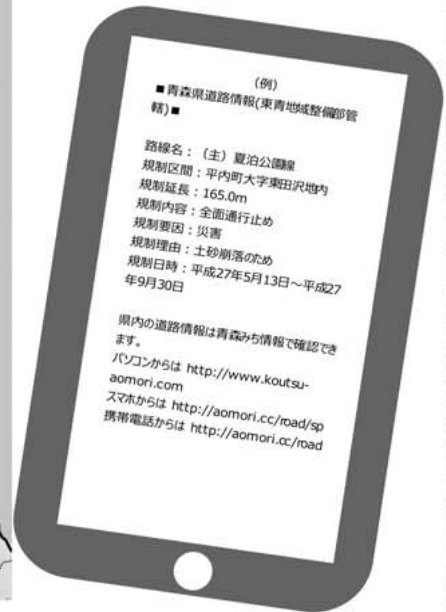 (例)
■青森県道路情報(東青地域整備部管
轄)■
路線名：（主）夏泊公園線
規制区間：平内町大字東田沢地内
規制延長：165.0m
規制内容：全面通行止め
規制要因：災害
規制理由：土砂崩落のため
規制日時：平成27年5月13日～平成27
年9月30日
県内の道路情報は青森みち情報で確認でき
ます。
パソコンからは http://www.koutsu-
aomori.com
スマホからは http://aomori.cc/road/sp
携帯電話からは http://aomori.cc/road